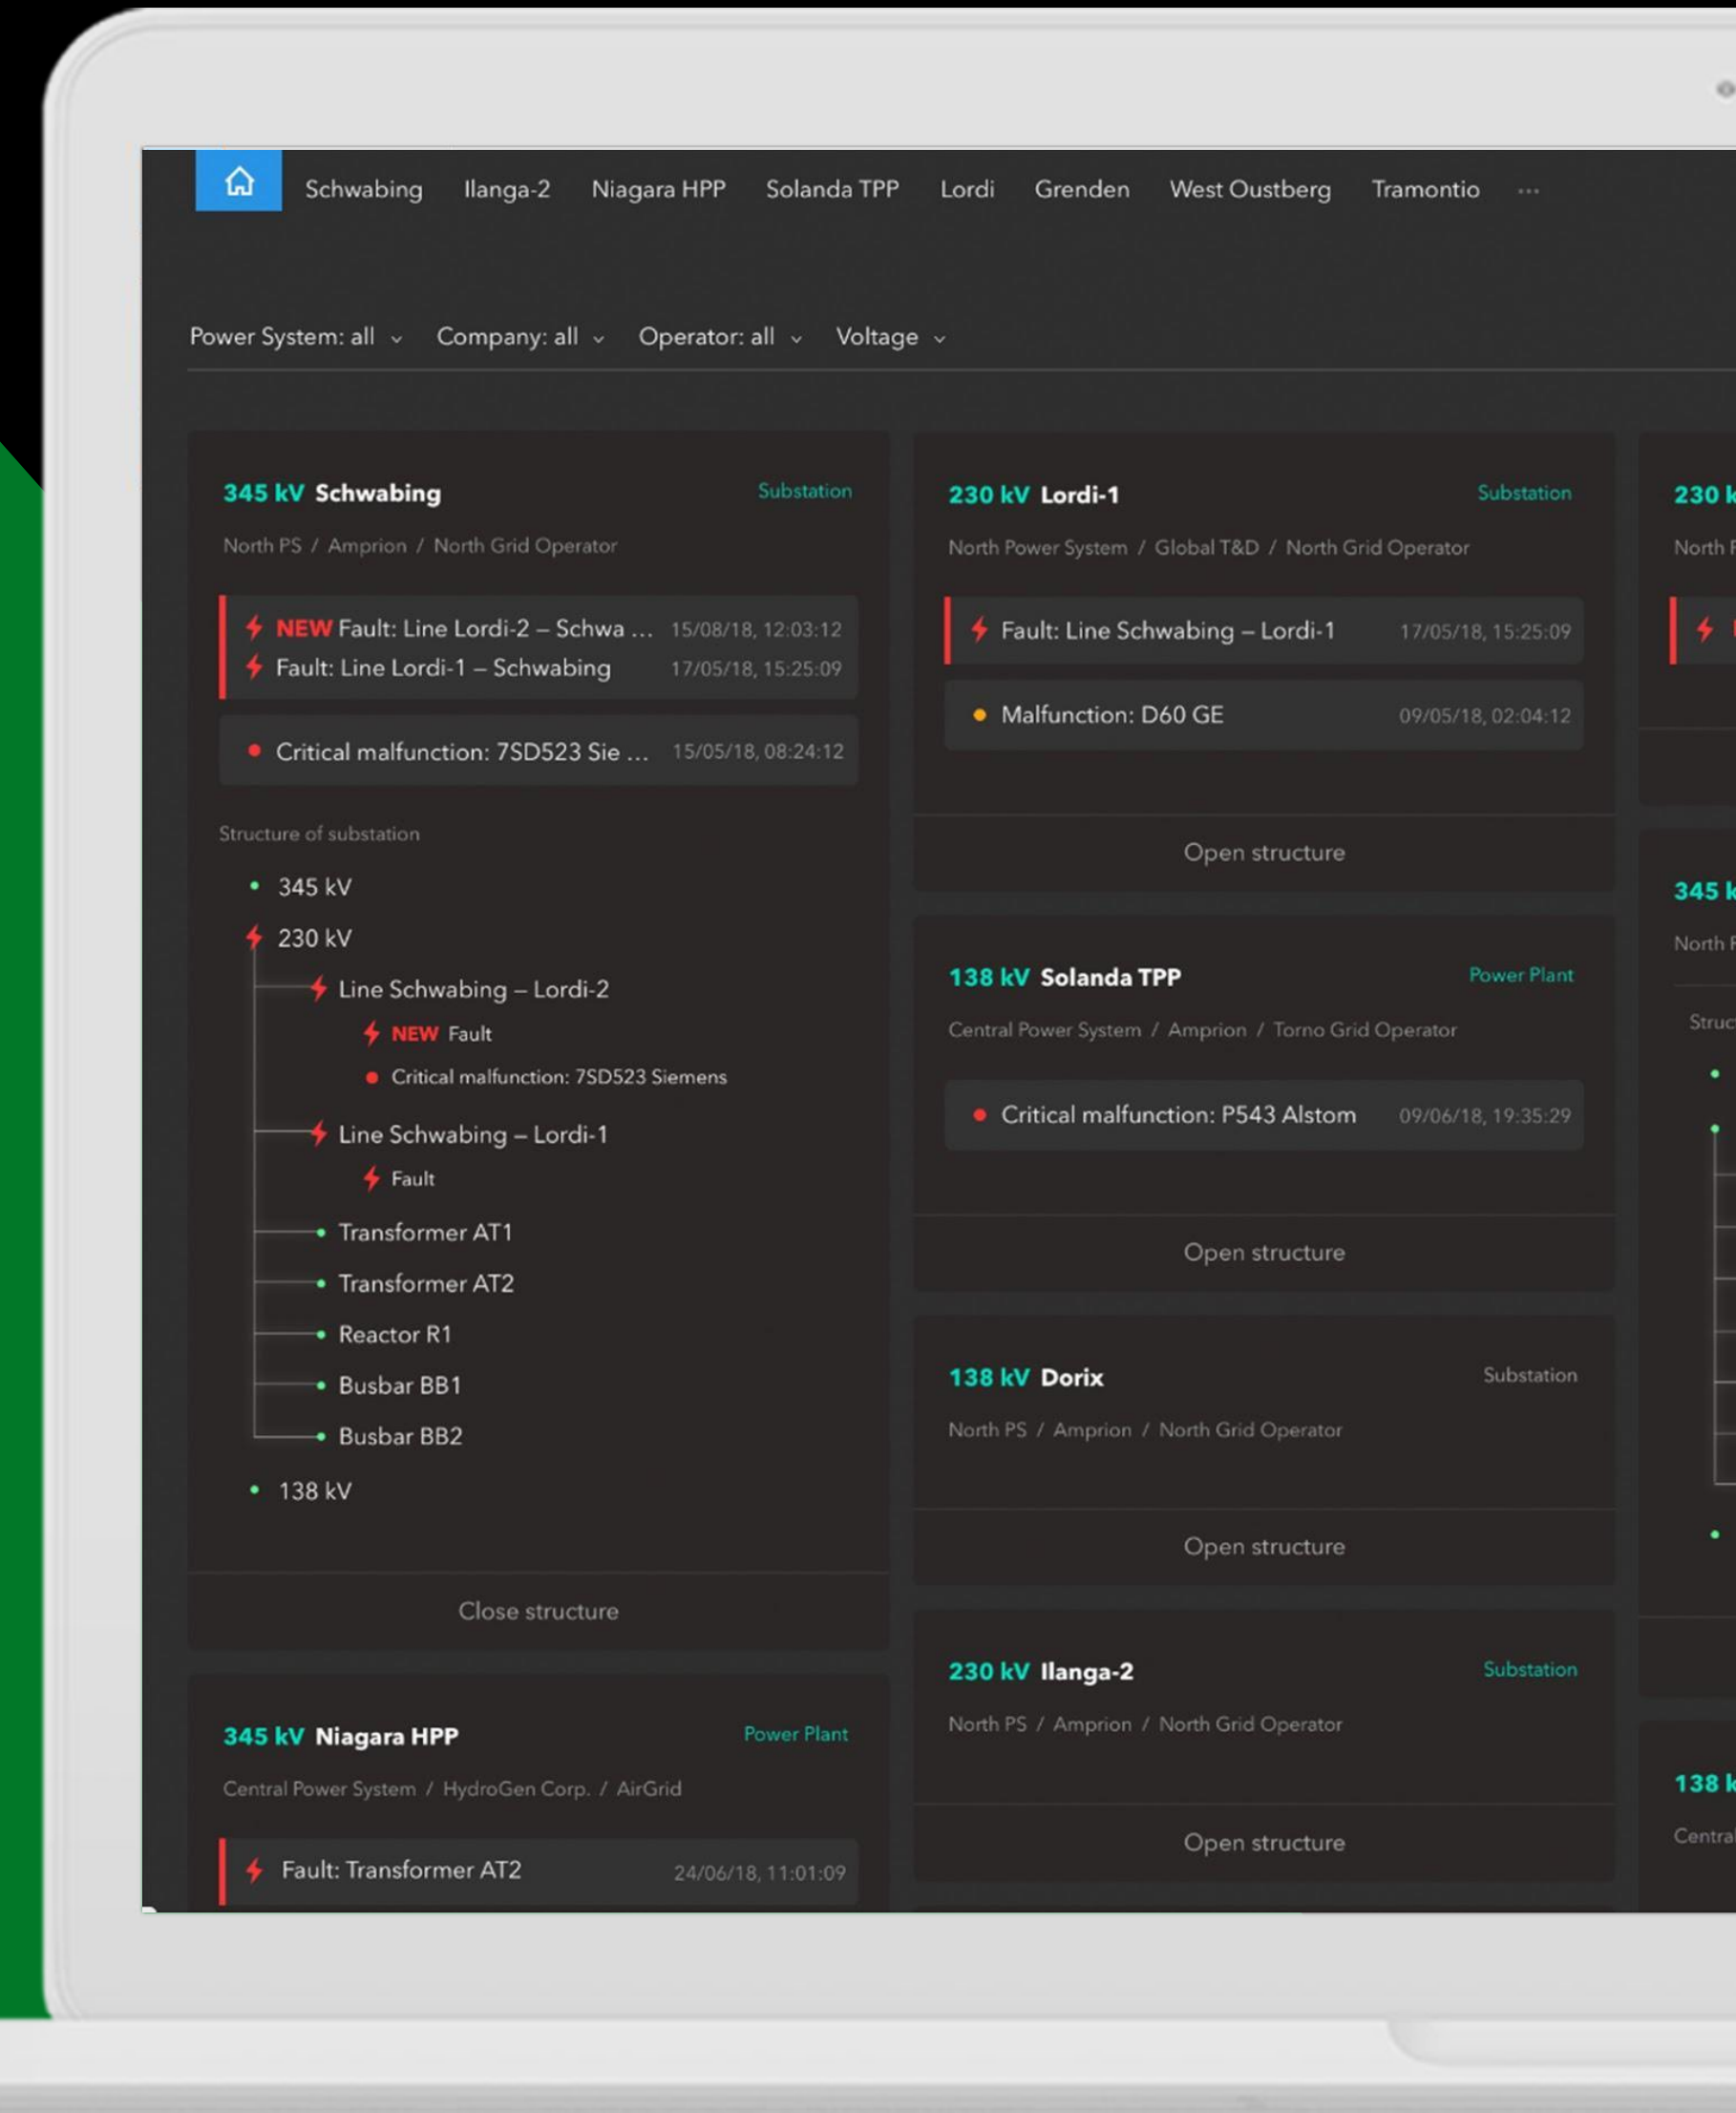 Schwabing Ilanga-2 Niagara HPP Solanda TPP Lordi Grenden West Oustberg Tramontio ...
Power System: all Company: all Operator: all Voltage
345 kV Schwabing Substation
North PS / Amprion / North Grid Operator
NEW Fault: Line Lordi-2 – Schwa ... 15/08/18, 12:03:12
Fault: Line Lordi-1 – Schwabing 17/05/18, 15:25:09
Critical malfunction: 7SD523 Sie ... 15/05/18, 08:24:12
Structure of substation
345 kV
230 kV
Line Schwabing – Lordi-2
NEW Fault
Critical malfunction: 7SD523 Siemens
Line Schwabing – Lordi-1
Fault
Transformer AT1
Transformer AT2
Reactor R1
Busbar BB1
Busbar BB2
138 kV
Close structure
345 kV Niagara HPP Power Plant
Central Power System / HydroGen Corp. / AirGrid
Fault: Transformer AT2 24/06/18, 11:01:09
230 kV Lordi-1 Substation
North Power System / Global T&D / North Grid Operator
Fault: Line Schwabing – Lordi-1 17/05/18, 15:25:09
Malfunction: D60 GE 09/05/18, 02:04:12
Open structure
138 kV Solanda TPP Power Plant
Central Power System / Amprion / Torno Grid Operator
Critical malfunction: P543 Alstom 09/06/18, 19:35:29
Open structure
138 kV Dorix Substation
North PS / Amprion / North Grid Operator
Open structure
230 kV Ilanga-2 Substation
North PS / Amprion / North Grid Operator
Open structure
230 k
North
345 k
North
Struc
138 k
Central